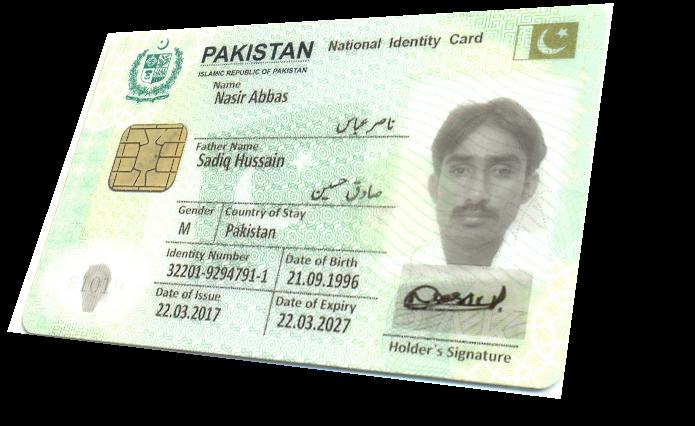 PAKISTAN National Identity Card
ISLAMIC REPUBLIC OF PAKISTAN
Name
Nasir Abbas
ناصر عباس
Father Name
Sadiq Hussain
صادق حسین
Gender Country of Stay
M Pakistan
Identity Number Date of Birth
32201-9294791-1 21.09.1996
Date of Issue Date of Expiry
22.03.2017 22.03.2027
Holder's Signature